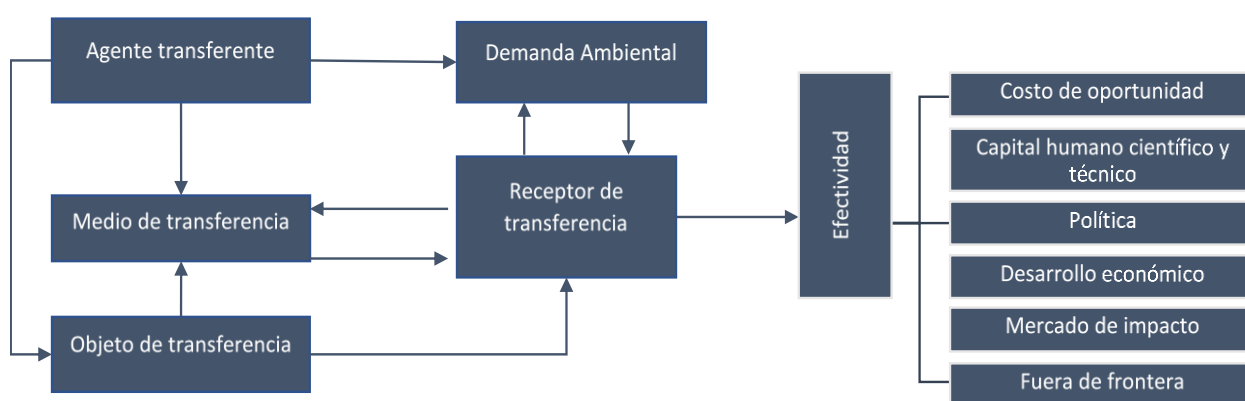 Agente transferente
Demanda Ambiental
Medio de transferencia
Receptor de
transferencia
Objeto de transferencia
Efectividad
Costo de oportunidad
Capital humano científico y
técnico
Política
Desarrollo económico
Mercado de impacto
Fuera de frontera